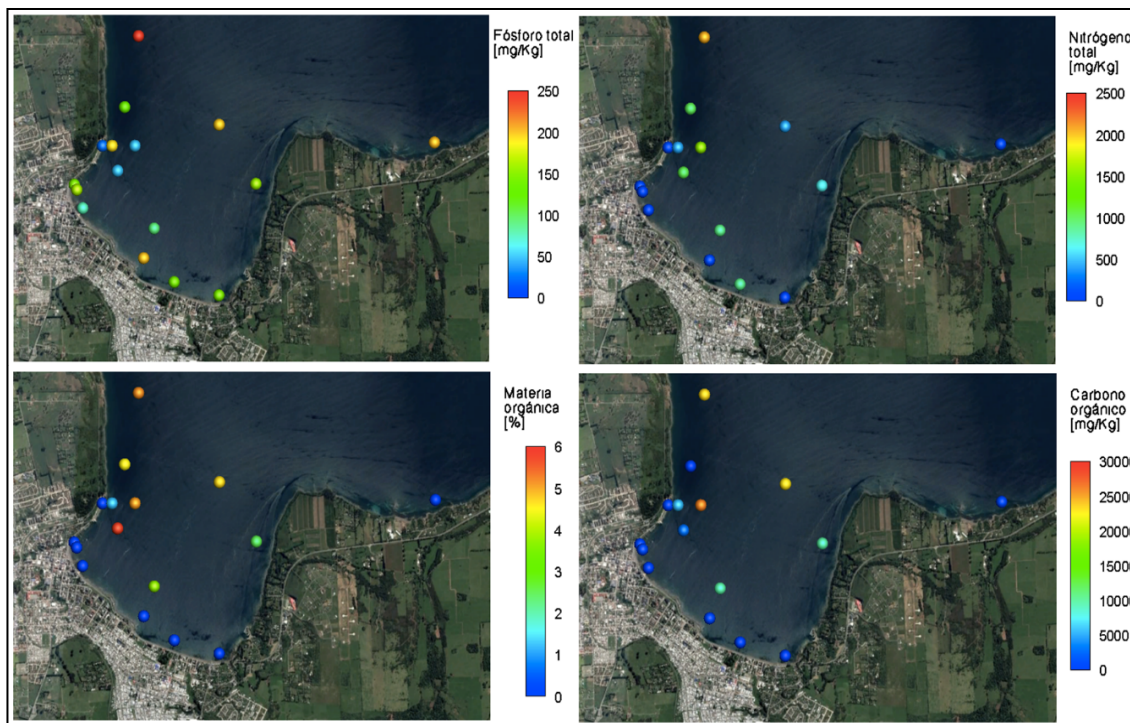 Fósforo total
[mg/Kg]
250
200
150
100
50
0
Nitrógeno
total
[mg/Kg]
2500
2000
1500
1000
500
0
Materia
orgánica
[%]
6
5
4
3
2
1
0
Carbono
orgánico
[mg/Kg]
30000
25000
20000
15000
10000
5000
0